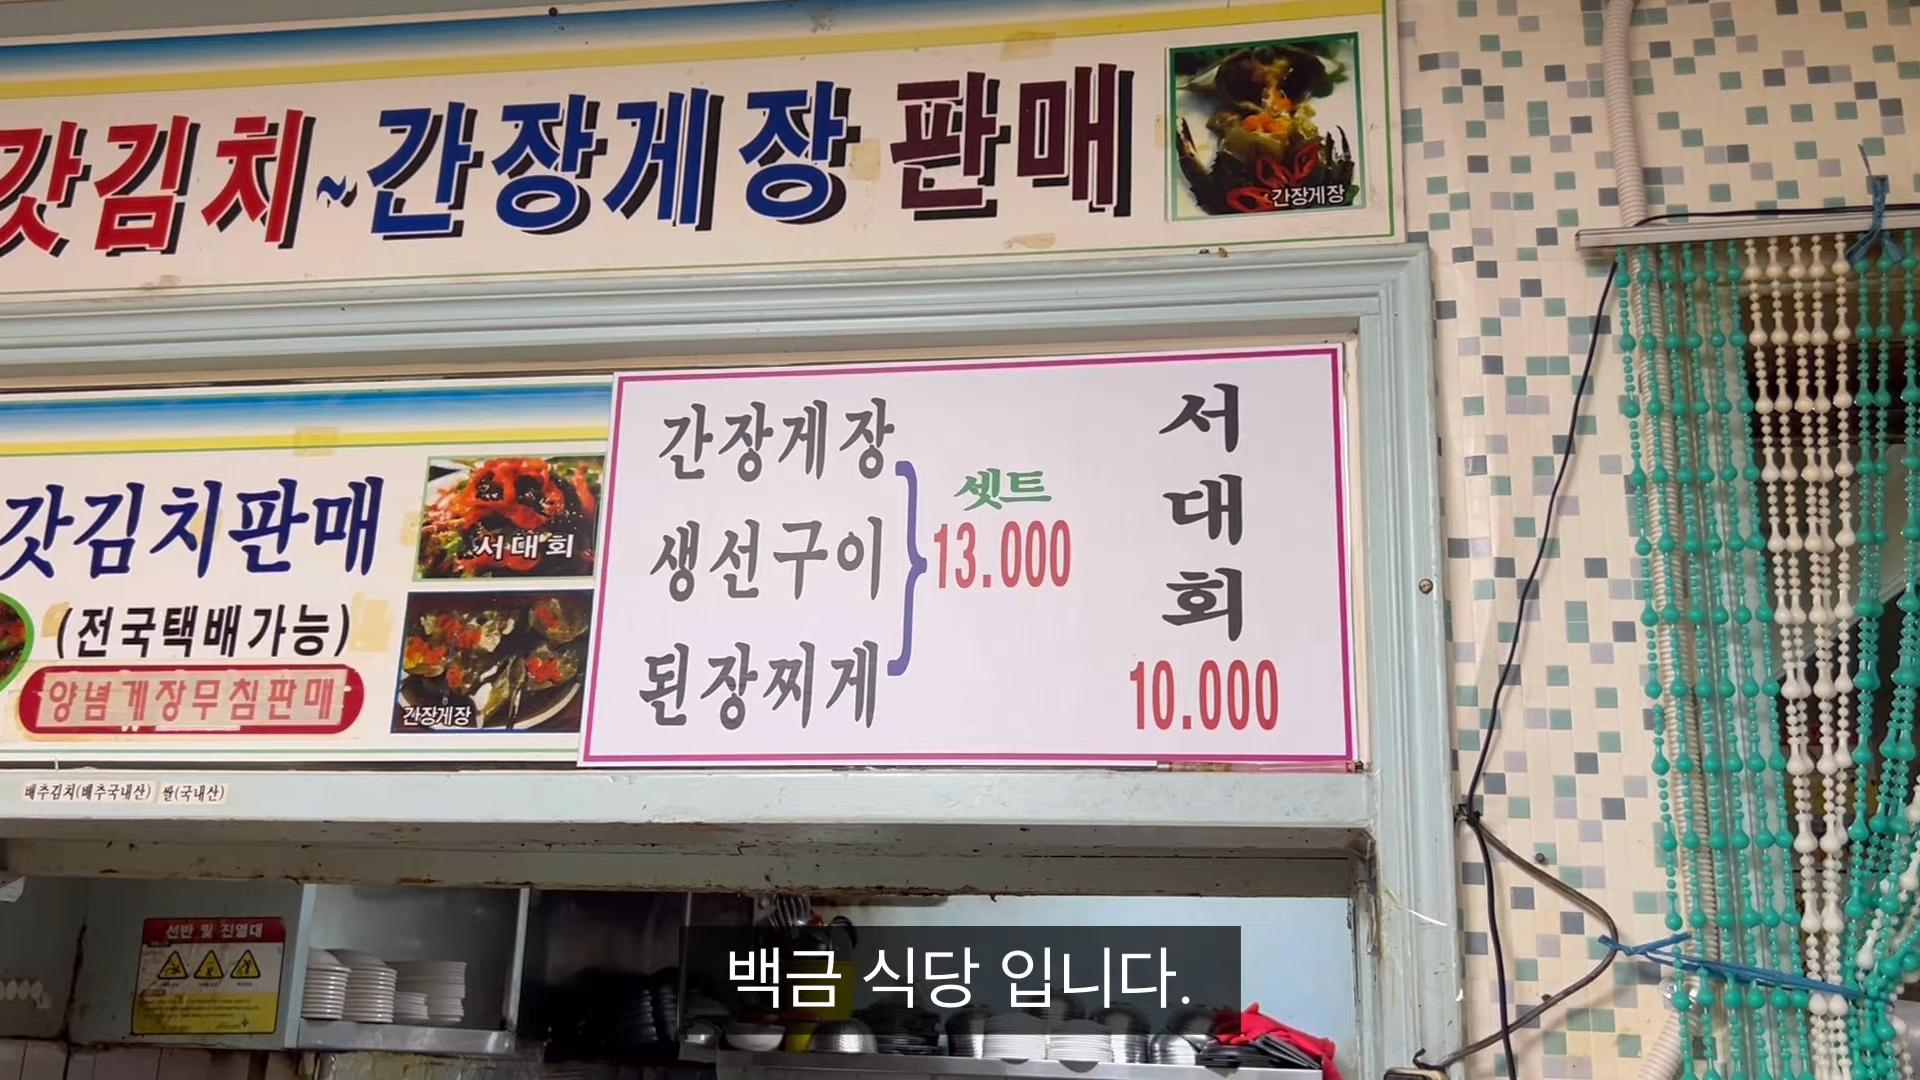 갓김치~간장게장 판매
간장게장
갓김치판매
(전국택배가능)
양념게장무침판매
서대회
간장게장
간장게장
생선구이
된장찌게
셋트
13.000
서대회
10.000
배추김치(배추국내산) 쌀(국내산)
선반 및 진열대
백금 식당 입니다.